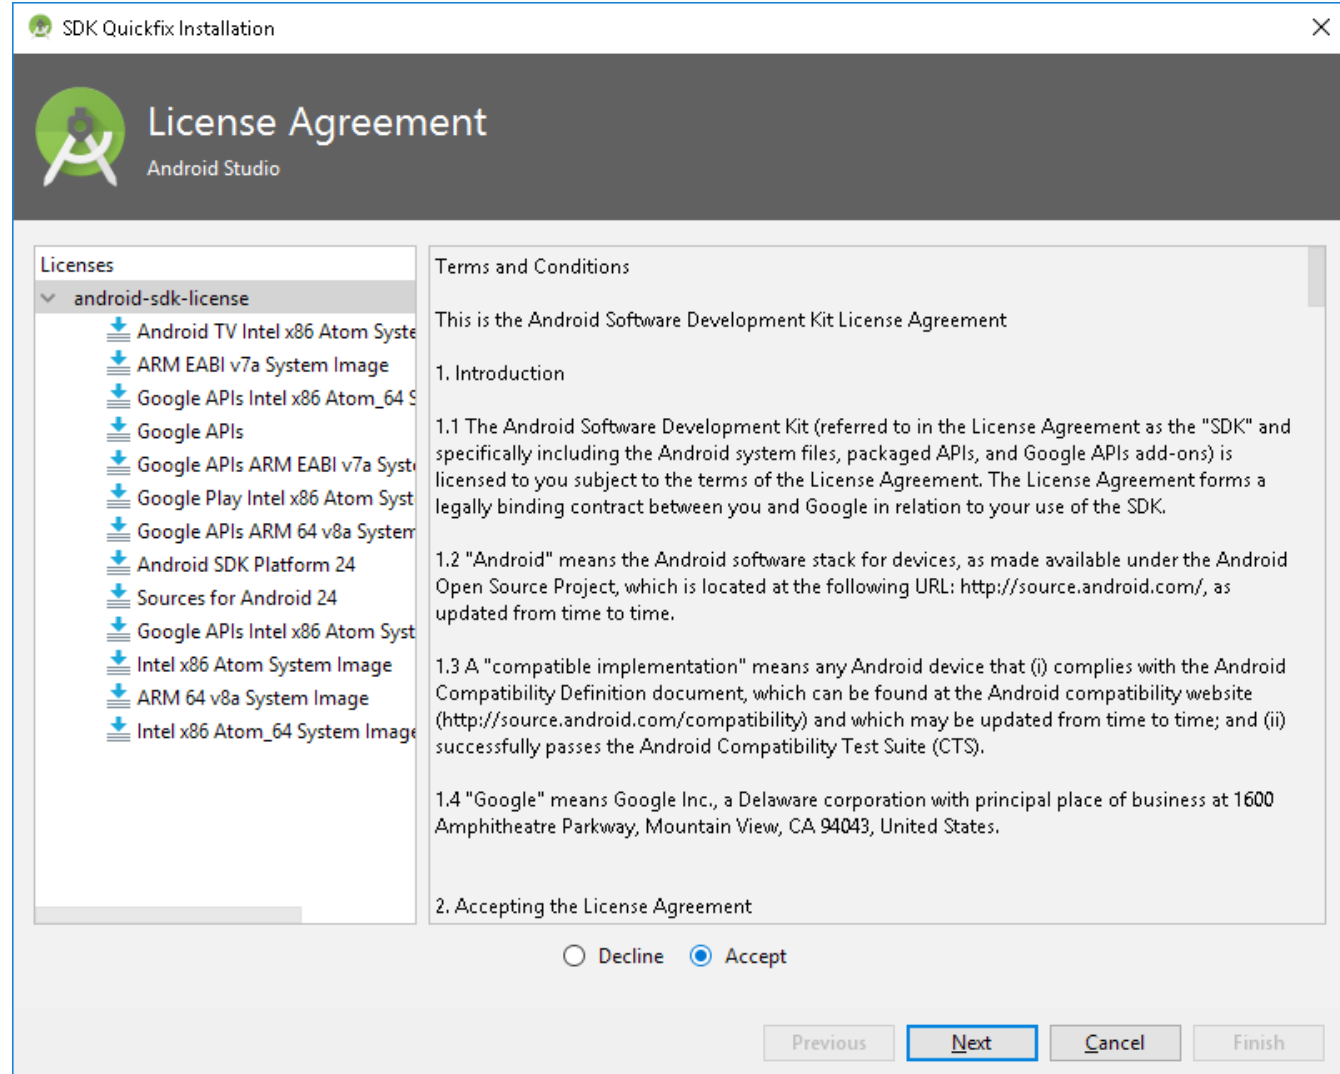 SDK Quickfix Installation
License Agreement
Android Studio
Licenses
android-sdk-license
Android TV Intel x86 Atom Syste
ARM EABI v7a System Image
Google APIs Intel x86 Atom_64 S
Google APIs
Google APIs ARM EABI v7a Syst
Google Play Intel x86 Atom Syst
Google APIs ARM 64 v8a System
Android SDK Platform 24
Sources for Android 24
Google APIs Intel x86 Atom Syst
Intel x86 Atom System Image
ARM 64 v8a System Image
Intel x86 Atom_64 System Image
Terms and Conditions
This is the Android Software Development Kit License Agreement
1. Introduction
1.1 The Android Software Development Kit (referred to in the License Agreement as the "SDK" and
specifically including the Android system files, packaged APIs, and Google APIs add-ons) is
licensed to you subject to the terms of the License Agreement. The License Agreement forms a
legally binding contract between you and Google in relation to your use of the SDK.
1.2 "Android" means the Android software stack for devices, as made available under the Android
Open Source Project, which is located at the following URL: http://source.android.com/, as
updated from time to time.
1.3 A "compatible implementation" means any Android device that (i) complies with the Android
Compatibility Definition document, which can be found at the Android compatibility website
(http://source.android.com/compatibility) and which may be updated from time to time; and (ii)
successfully passes the Android Compatibility Test Suite (CTS).
1.4 "Google" means Google Inc., a Delaware corporation with principal place of business at 1600
Amphitheatre Parkway, Mountain View, CA 94043, United States.
2. Accepting the License Agreement
Decline Accept
Previous Next Cancel Finish